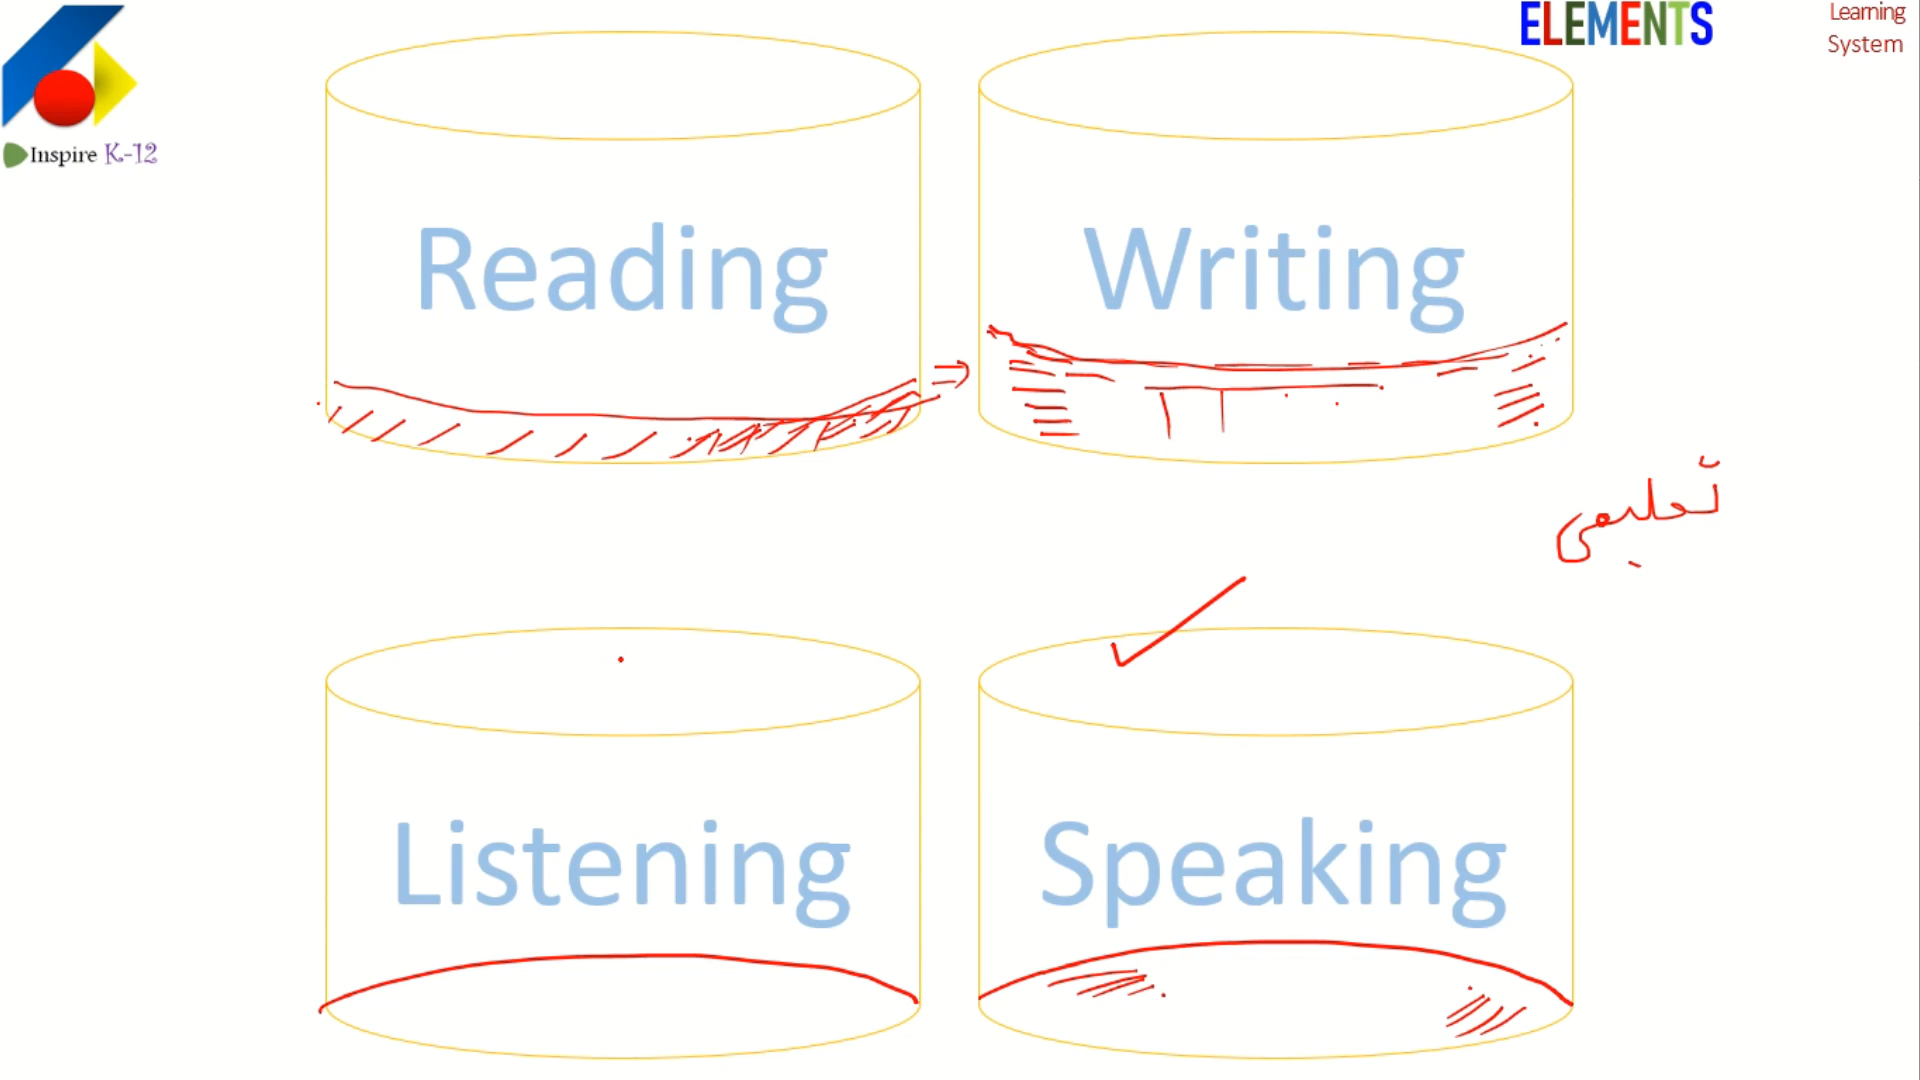 ELEMENTS
Learning
System
Inspire K-12
Reading
Writing
تعلیمی
Listening
Speaking